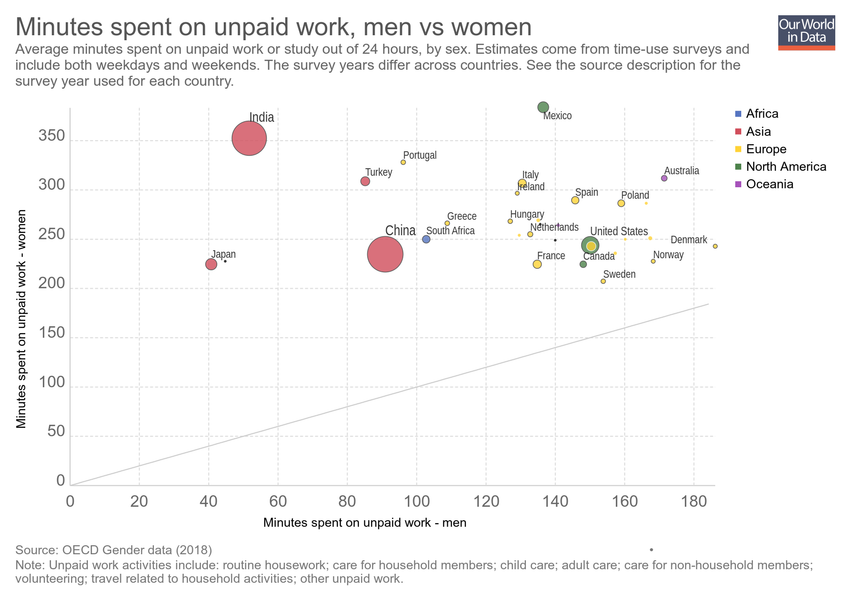 Minutes spent on unpaid work, men vs women
Our World
in Data
Average minutes spent on unpaid work or study out of 24 hours, by sex. Estimates come from time-use surveys and
include both weekdays and weekends. The survey years differ across countries. See the source description for the
survey year used for each country.
Minutes spent on unpaid work - women
350
300
250
200
150
100
50
0
India
Mexico
Portugal
Turkey
Italy
Ireland
Spain
Poland
Australia
Greece
Hungary
China
South Africa
Netherlands
United States
Denmark
Japan
France
Canada
Norway
Sweden
0
20
40
60
80
100
120
140
160
180
Minutes spent on unpaid work - men
Africa
Asia
Europe
North America
Oceania
Source: OECD Gender data (2018)
Note: Unpaid work activities include: routine housework; care for household members; child care; adult care; care for non-household members;
volunteering; travel related to household activities; other unpaid work.